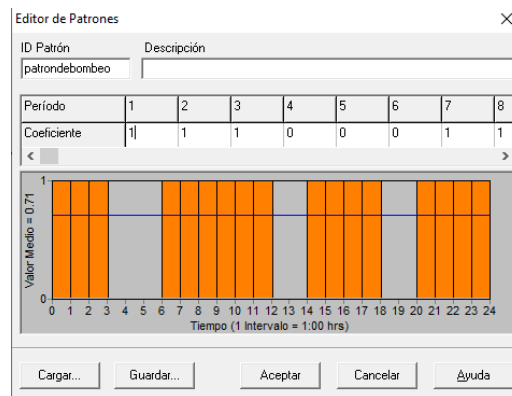 Editor de Patrones
ID Patrón Descripción
patrondebombeo
Período 1 2 3 4 5 6 7 8
Coeficiente 1 1 1 0 0 0 1 1
1
Valor Medio = 0.71
0
0 1 2 3 4 5 6 7 8 9 10 11 12 13 14 15 16 17 18 19 20 21 22 23 24
Tiempo (1 Intervalo = 1:00 hrs)
Cargar... Guardar... Aceptar Cancelar Ayuda